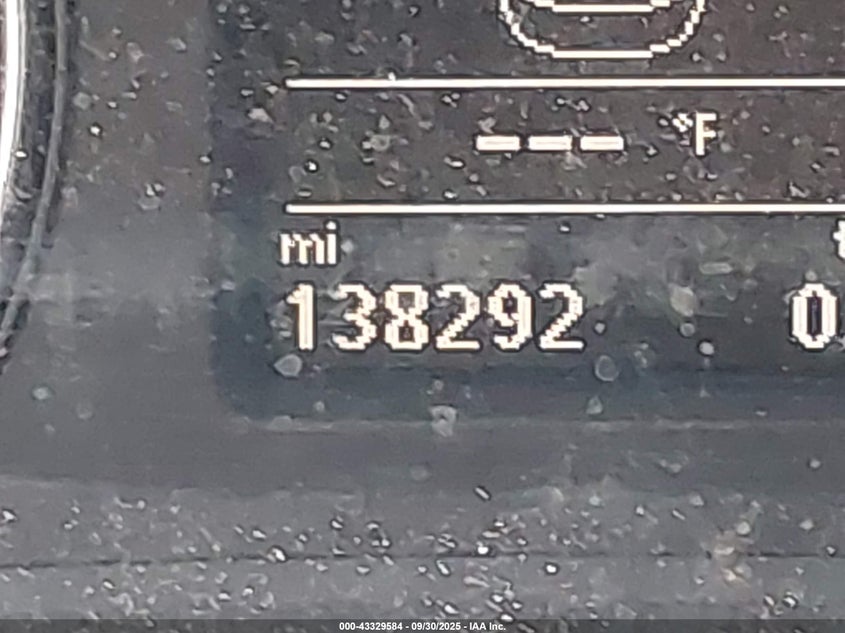 --- °F
mi t
138292 0
000-43329584 - 09/30/2025 - IAA Inc.